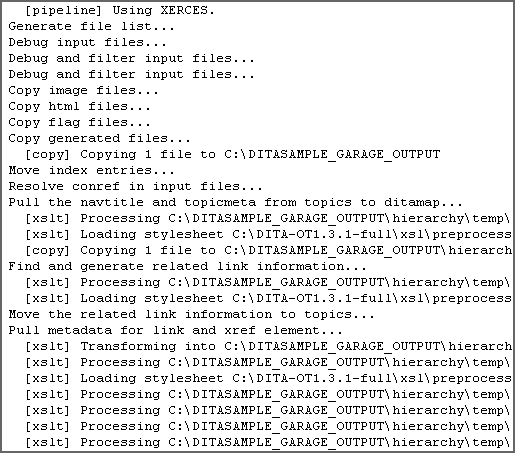 [pipeline] Using XERCES.
Generate file list...
Debug input files...
Debug and filter input files...
Debug and filter input files...
Copy image files...
Copy html files...
Copy flag files...
Copy generated files...
[copy] Copying 1 file to C:\DITASAMPLE_GARAGE_OUTPUT
Move index entries...
Resolve conref in input files...
Pull the navtitle and topicmeta from topics to ditamap...
[xslt] Processing C:\DITASAMPLE_GARAGE_OUTPUT\hierarchy\temp\
[xslt] Loading stylesheet C:\DITA-OT1.3.1-full\xsl\preprocess
[copy] Copying 1 file to C:\DITASAMPLE_GARAGE_OUTPUT\hierarch
Find and generate related link information...
[xslt] Processing C:\DITASAMPLE_GARAGE_OUTPUT\hierarchy\temp\
[xslt] Loading stylesheet C:\DITA-OT1.3.1-full\xsl\preprocess
Move the related link information to topics...
Pull metadata for link and xref element...
[xslt] Transforming into C:\DITASAMPLE_GARAGE_OUTPUT\hierarch
[xslt] Processing C:\DITASAMPLE_GARAGE_OUTPUT\hierarchy\temp\
[xslt] Loading stylesheet C:\DITA-OT1.3.1-full\xsl\preprocess
[xslt] Processing C:\DITASAMPLE_GARAGE_OUTPUT\hierarchy\temp\
[xslt] Processing C:\DITASAMPLE_GARAGE_OUTPUT\hierarchy\temp\
[xslt] Processing C:\DITASAMPLE_GARAGE_OUTPUT\hierarchy\temp\
[xslt] Processing C:\DITASAMPLE_GARAGE_OUTPUT\hierarchy\temp\